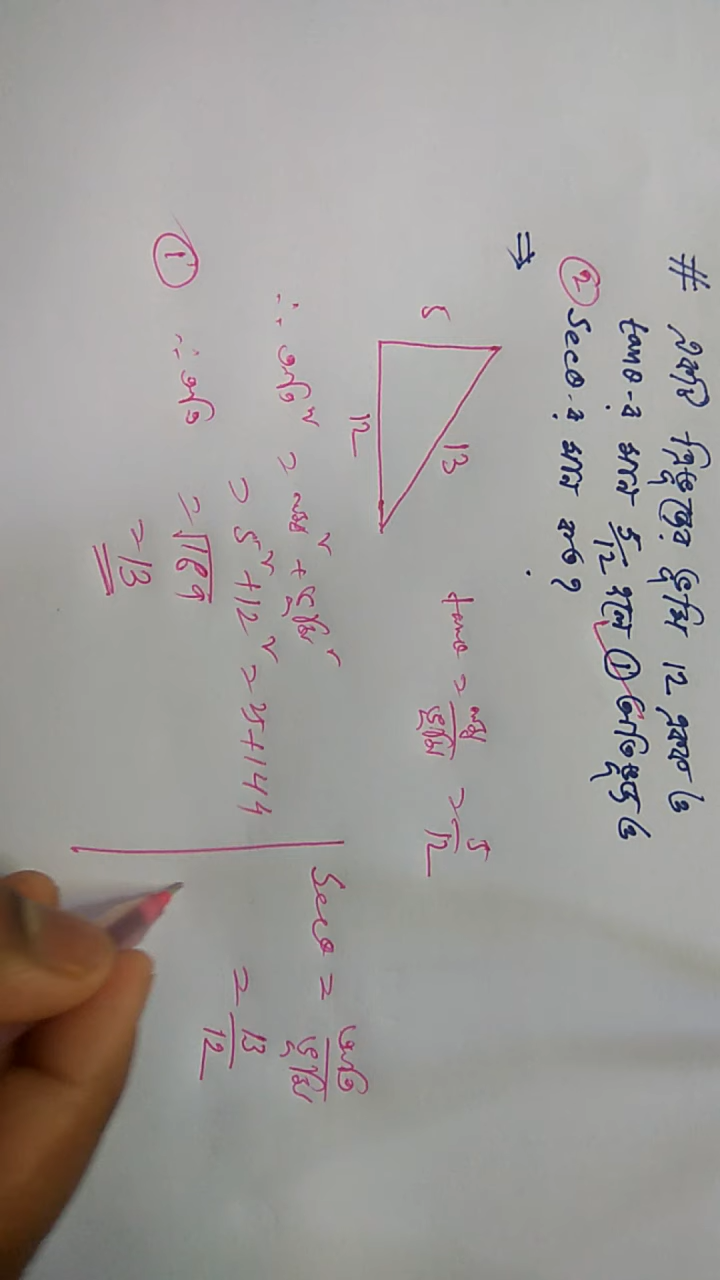 # একটি ত্রিভুজের ভূমি 12 একক ও
tanθ-র মান 5/12 হলে ① অতিভুজ ও
② Secθ-র মান কত?
⇒
5
13
12
tanθ = লম্ব/ভূমি = 5/12
∴ অতি² = লম্ব² + ভূমি²
= 5² + 12² = 25 + 144
① ∴ অতি = √169
= 13
Secθ = অতি/ভূমি
= 13/12